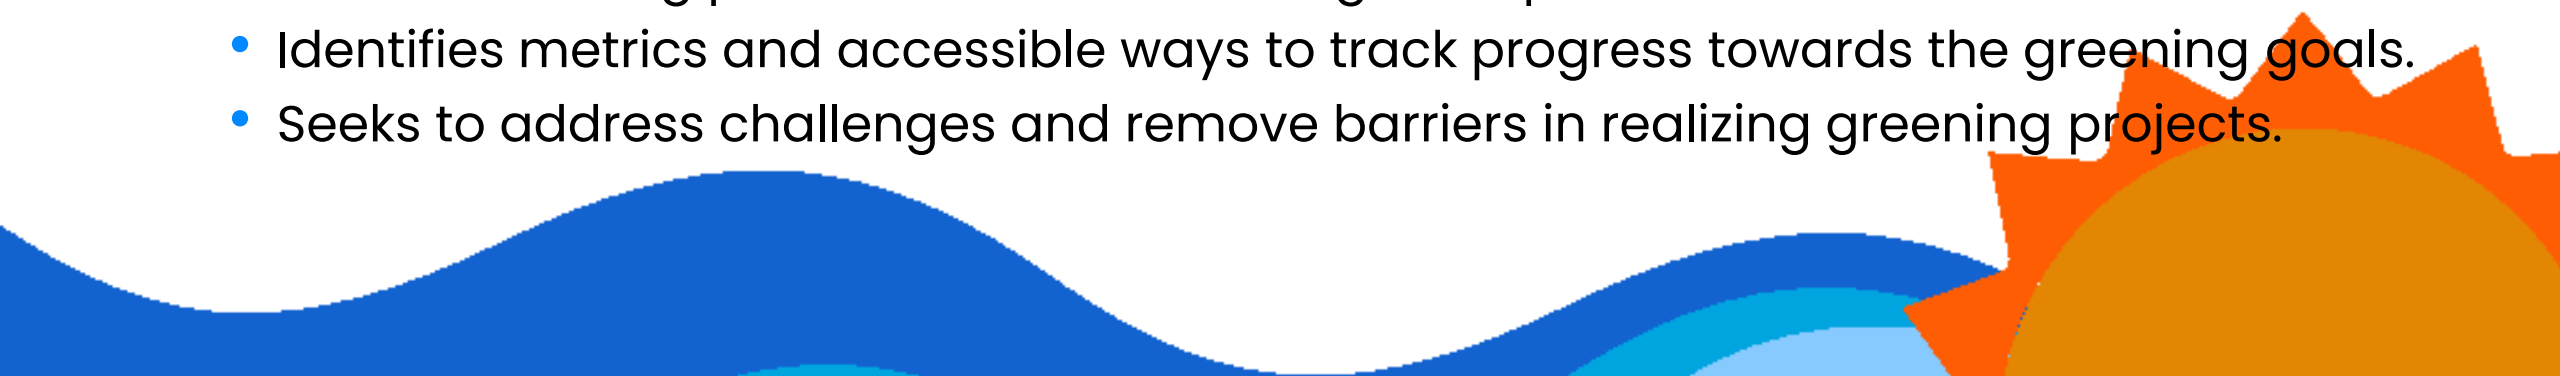 • Identifies metrics and accessible ways to track progress towards the greening goals.
• Seeks to address challenges and remove barriers in realizing greening projects.